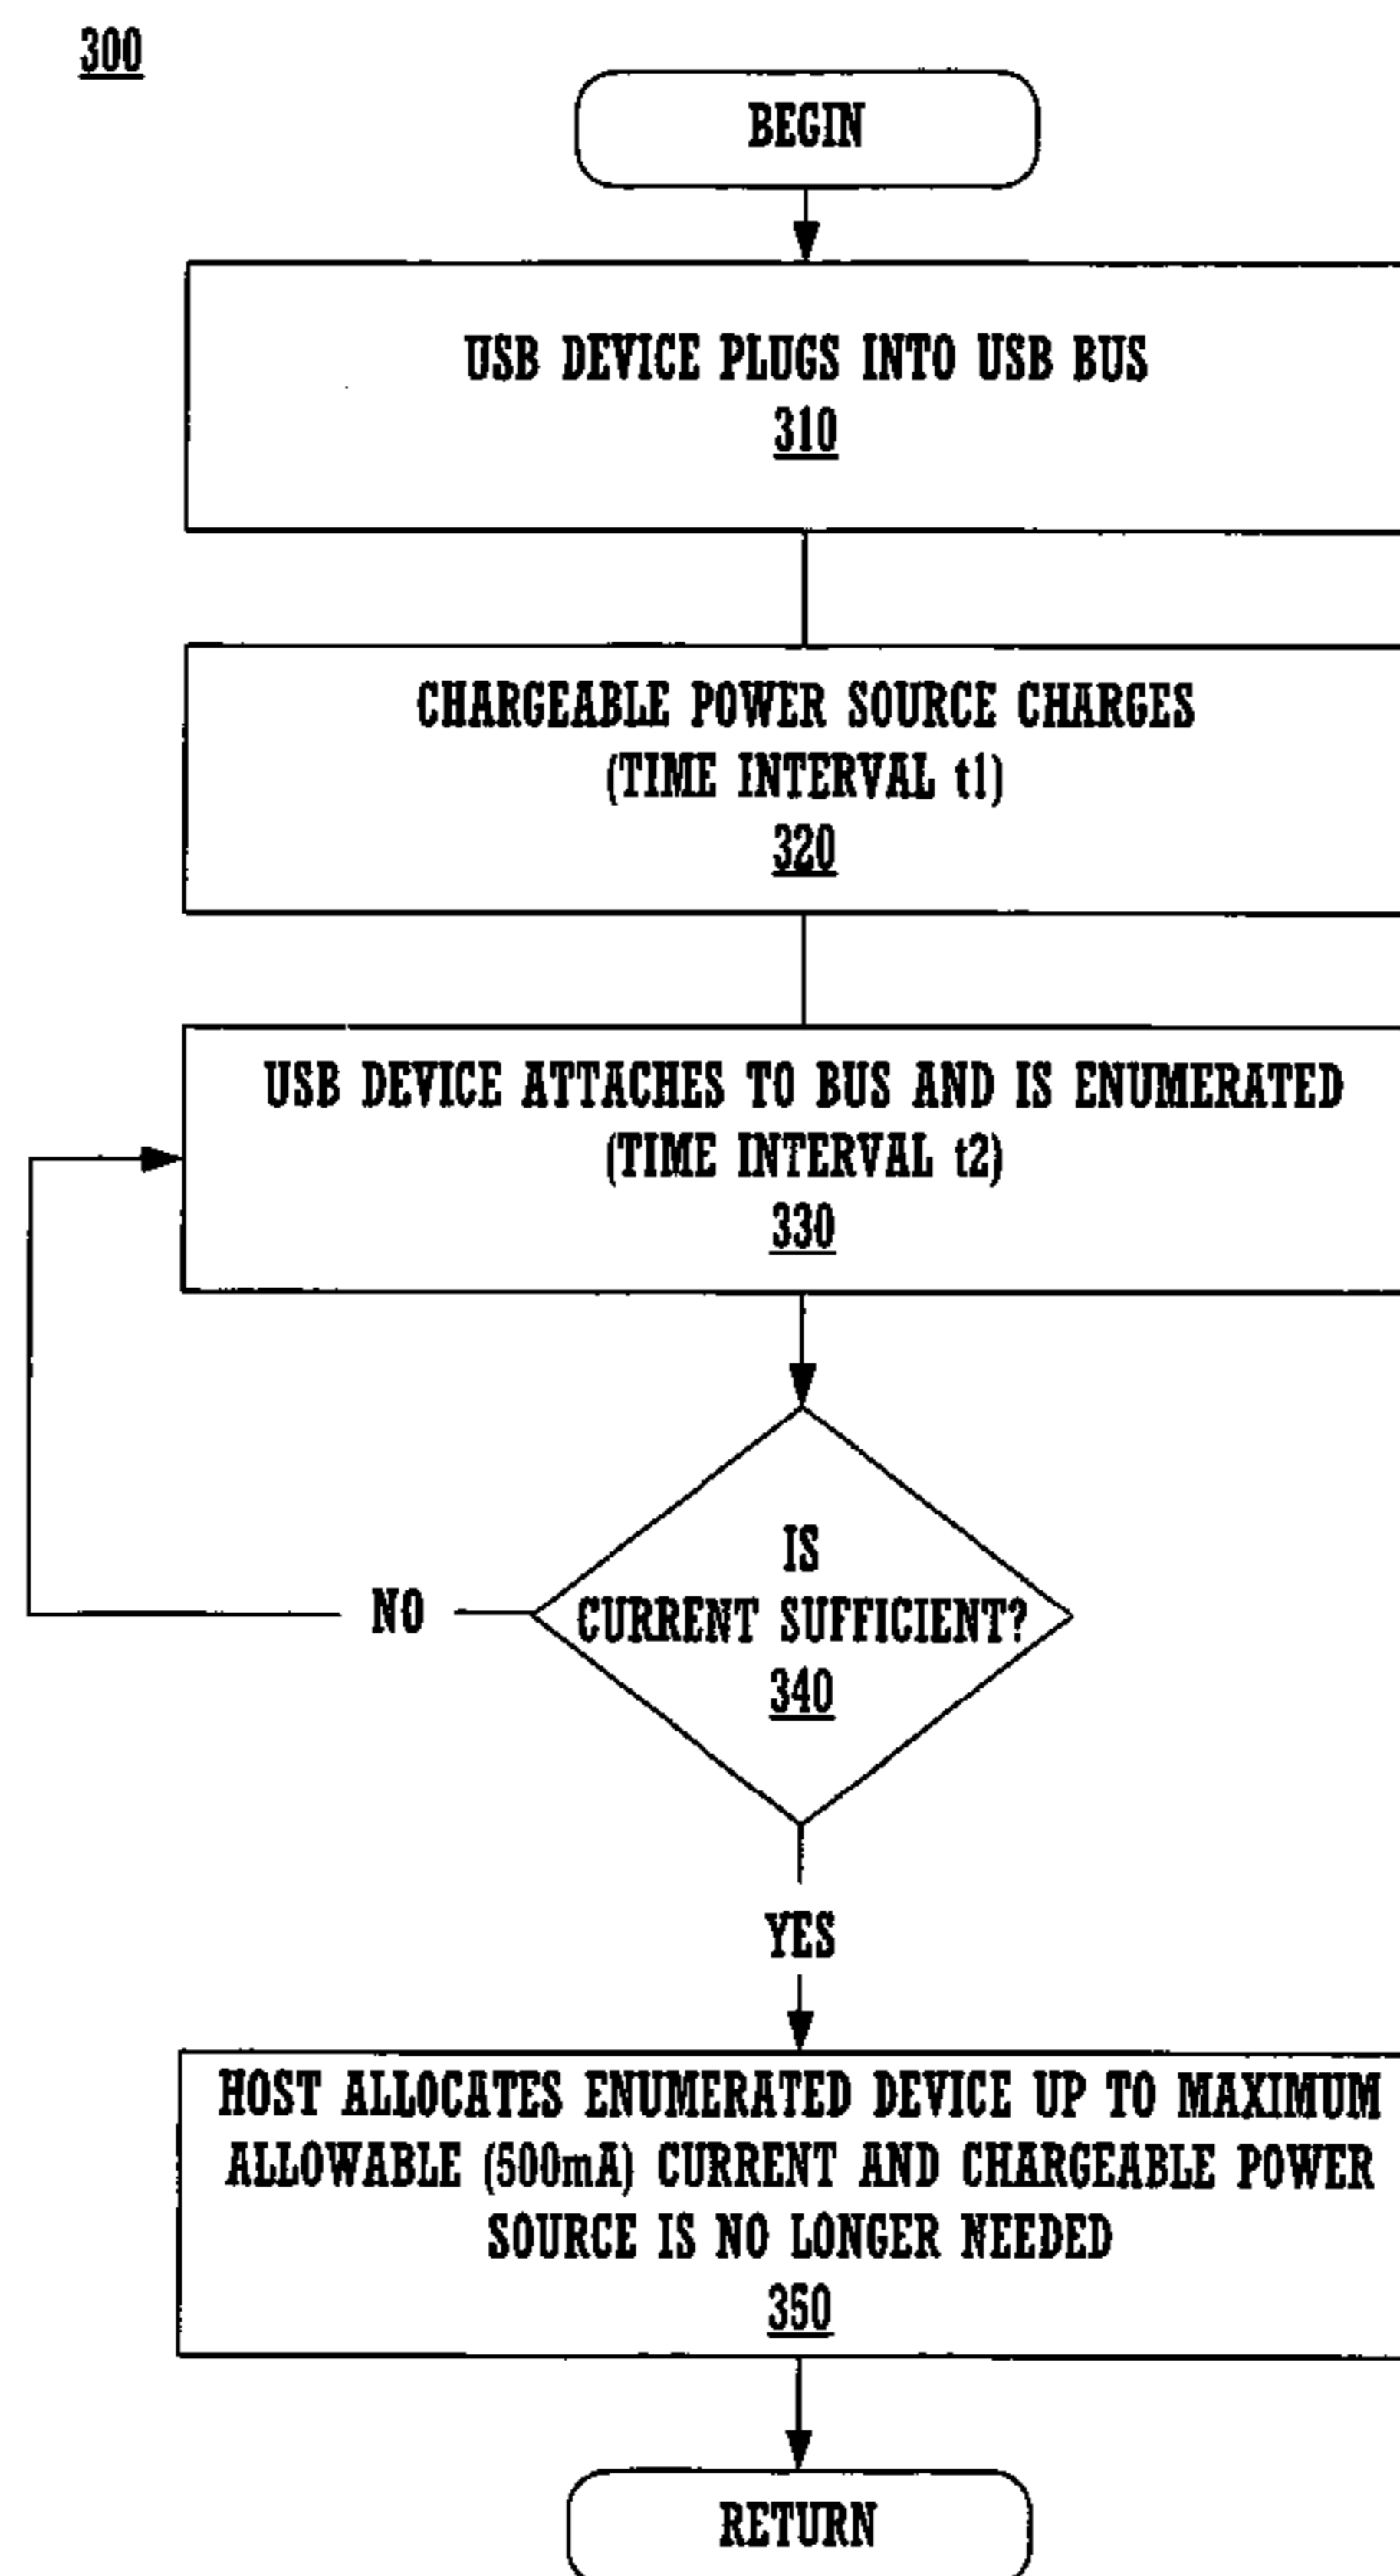 300
BEGIN
USB DEVICE PLUGS INTO USB BUS
310
CHARGEABLE POWER SOURCE CHARGES
(TIME INTERVAL t1)
320
USB DEVICE ATTACHES TO BUS AND IS ENUMERATED
(TIME INTERVAL t2)
330
IS
CURRENT SUFFICIENT?
340
NO
YES
HOST ALLOCATES ENUMERATED DEVICE UP TO MAXIMUM
ALLOWABLE (500mA) CURRENT AND CHARGEABLE POWER
SOURCE IS NO LONGER NEEDED
350
RETURN